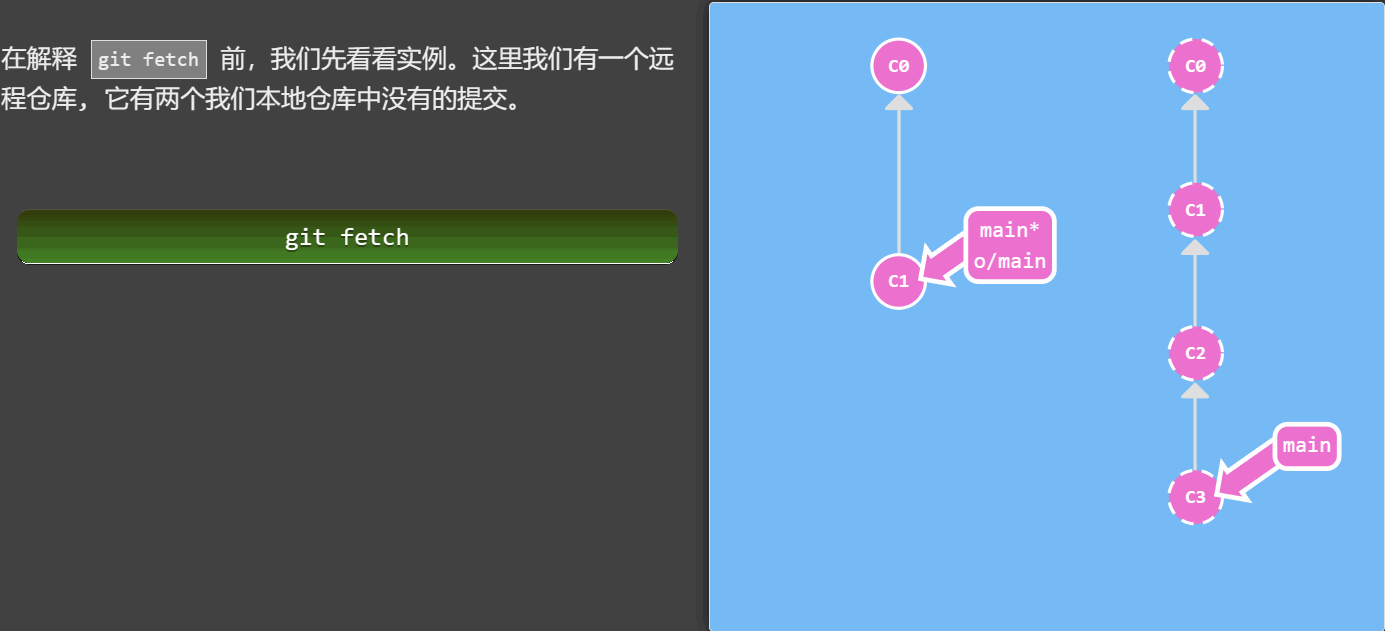 在解释 git fetch 前，我们先看看实例。这里我们有一个远
程仓库，它有两个我们本地仓库中没有的提交。
git fetch
C0
C1
main*
o/main
C0
C1
C2
C3
main